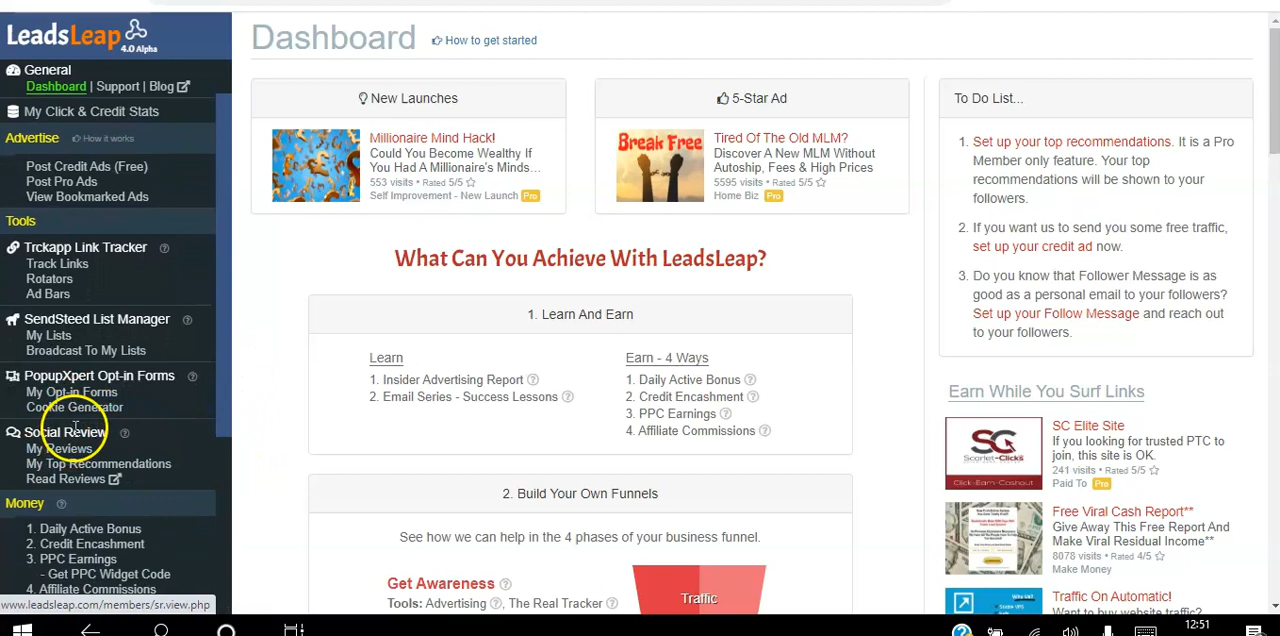 LeadsLeap
4.0 Alpha
General
Dashboard | Support | Blog
My Click & Credit Stats
Advertise How it works
Post Credit Ads (Free)
Post Pro Ads
View Bookmarked Ads
Tools
Trckapp Link Tracker
Track Links
Rotators
Ad Bars
SendSteed List Manager
My Lists
Broadcast To My Lists
PopupXpert Opt-in Forms
My Opt-in Forms
Cookie Generator
Social Review
My Reviews
My Top Recommendations
Read Reviews
Money
1. Daily Active Bonus
2. Credit Encashment
3. PPC Earnings
- Get PPC Widget Code
4. Affiliate Commissions
www.leadsleap.com/members/sr.view.php
Dashboard How to get started
New Launches
Millionaire Mind Hack!
Could You Become Wealthy If
You Had A Millionaire's Minds...
553 visits • Rated 5/5
Self Improvement - New Launch Pro
5-Star Ad
Break Free
Tired Of The Old MLM?
Discover A New MLM Without
Autoship, Fees & High Prices
5595 visits • Rated 5/5
Home Biz Pro
What Can You Achieve With LeadsLeap?
1. Learn And Earn
Learn
1. Insider Advertising Report
2. Email Series - Success Lessons
Earn - 4 Ways
1. Daily Active Bonus
2. Credit Encashment
3. PPC Earnings
4. Affiliate Commissions
2. Build Your Own Funnels
See how we can help in the 4 phases of your business funnel.
Get Awareness
Tools: Advertising, The Real Tracker
Traffic
To Do List...
1. Set up your top recommendations. It is a Pro
Member only feature. Your top
recommendations will be shown to your
followers.
2. If you want us to send you some free traffic,
set up your credit ad now.
3. Do you know that Follower Message is as
good as a personal email to your followers?
Set up your Follow Message and reach out
to your followers.
Earn While You Surf Links
SC
Scarlet-Clicks
Click-Earn-Cashout
SC Elite Site
If you looking for trusted PTC to
join, this site is OK.
241 visits • Rated 5/5
Paid To Pro
Free Viral Cash Report**
Give Away This Free Report And
Make Viral Residual Income**
8078 visits • Rated 4/5
Make Money
Traffic On Automatic!
Want to buy website traffic?
12:51